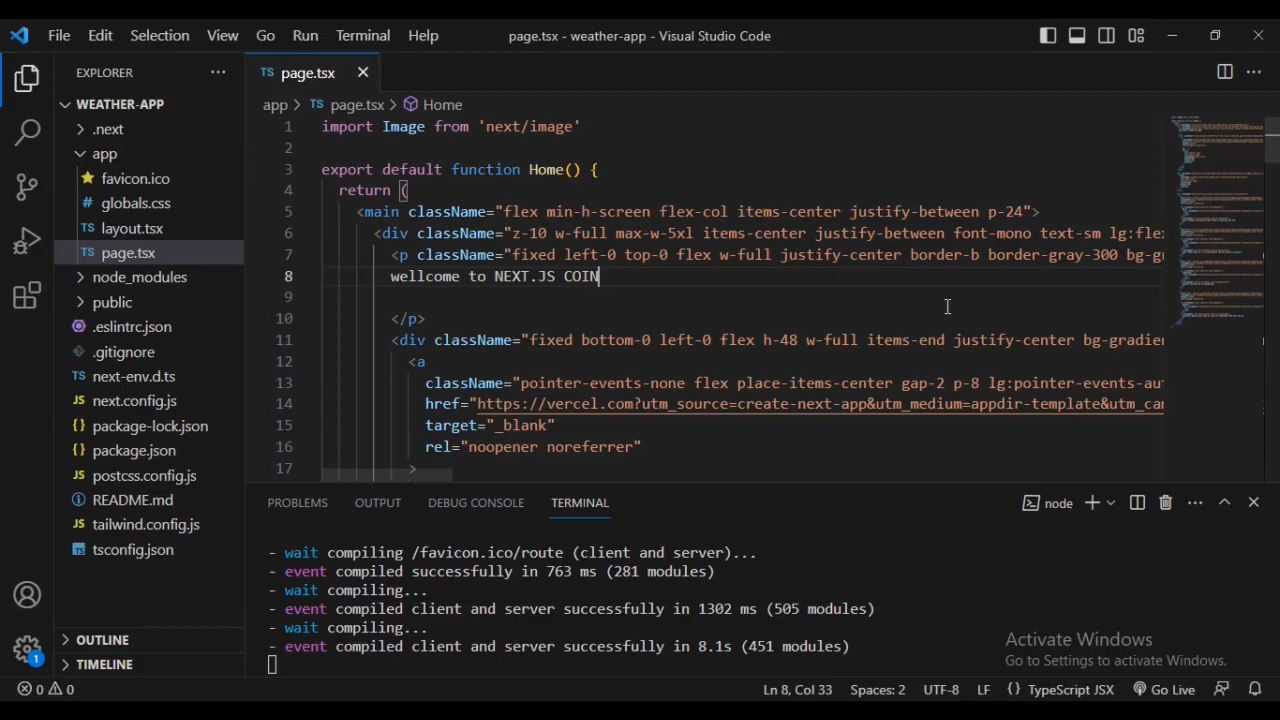 File Edit Selection View Go Run Terminal Help page.tsx - weather-app - Visual Studio Code
EXPLORER
WEATHER-APP
.next
app
favicon.ico
globals.css
layout.tsx
page.tsx
node_modules
public
.eslintrc.json
.gitignore
next-env.d.ts
next.config.js
package-lock.json
package.json
postcss.config.js
README.md
tailwind.config.js
tsconfig.json
OUTLINE
TIMELINE
TS page.tsx
app > TS page.tsx > Home
1 import Image from 'next/image'
2
3 export default function Home() {
4 return (
5 <main className="flex min-h-screen flex-col items-center justify-between p-24">
6 <div className="z-10 w-full max-w-5xl items-center justify-between font-mono text-sm lg:flex
7 <p className="fixed left-0 top-0 flex w-full justify-center border-b border-gray-300 bg-gr
8 wellcome to NEXT.JS COIN
9
10 </p>
11 <div className="fixed bottom-0 left-0 flex h-48 w-full items-end justify-center bg-gradien
12 <a
13 className="pointer-events-none flex place-items-center gap-2 p-8 lg:pointer-events-aut
14 href="https://vercel.com?utm_source=create-next-app&utm_medium=appdir-template&utm_cam
15 target="_blank"
16 rel="noopener noreferrer"
17 >
PROBLEMS OUTPUT DEBUG CONSOLE TERMINAL node
- wait compiling /favicon.ico/route (client and server)...
- event compiled successfully in 763 ms (281 modules)
- wait compiling...
- event compiled client and server successfully in 1302 ms (505 modules)
- wait compiling...
- event compiled client and server successfully in 8.1s (451 modules)
Activate Windows
Go to Settings to activate Windows.
1
0 0 Ln 8, Col 33 Spaces: 2 UTF-8 LF {} TypeScript JSX Go Live